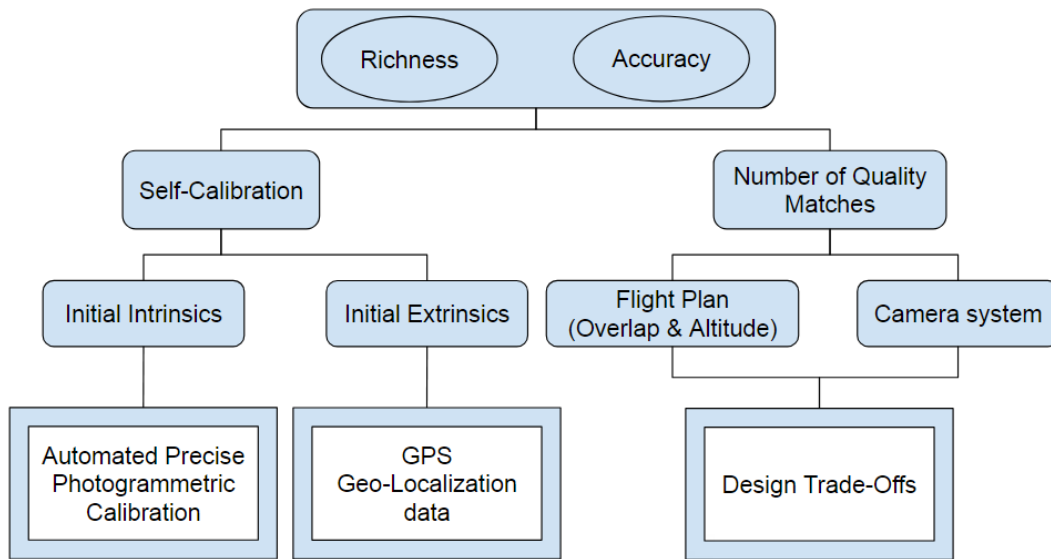 Richness
Accuracy
Self-Calibration
Number of Quality
Matches
Initial Intrinsics
Initial Extrinsics
Flight Plan
(Overlap & Altitude)
Camera system
Automated Precise
Photogrammetric
Calibration
GPS
Geo-Localization
data
Design Trade-Offs